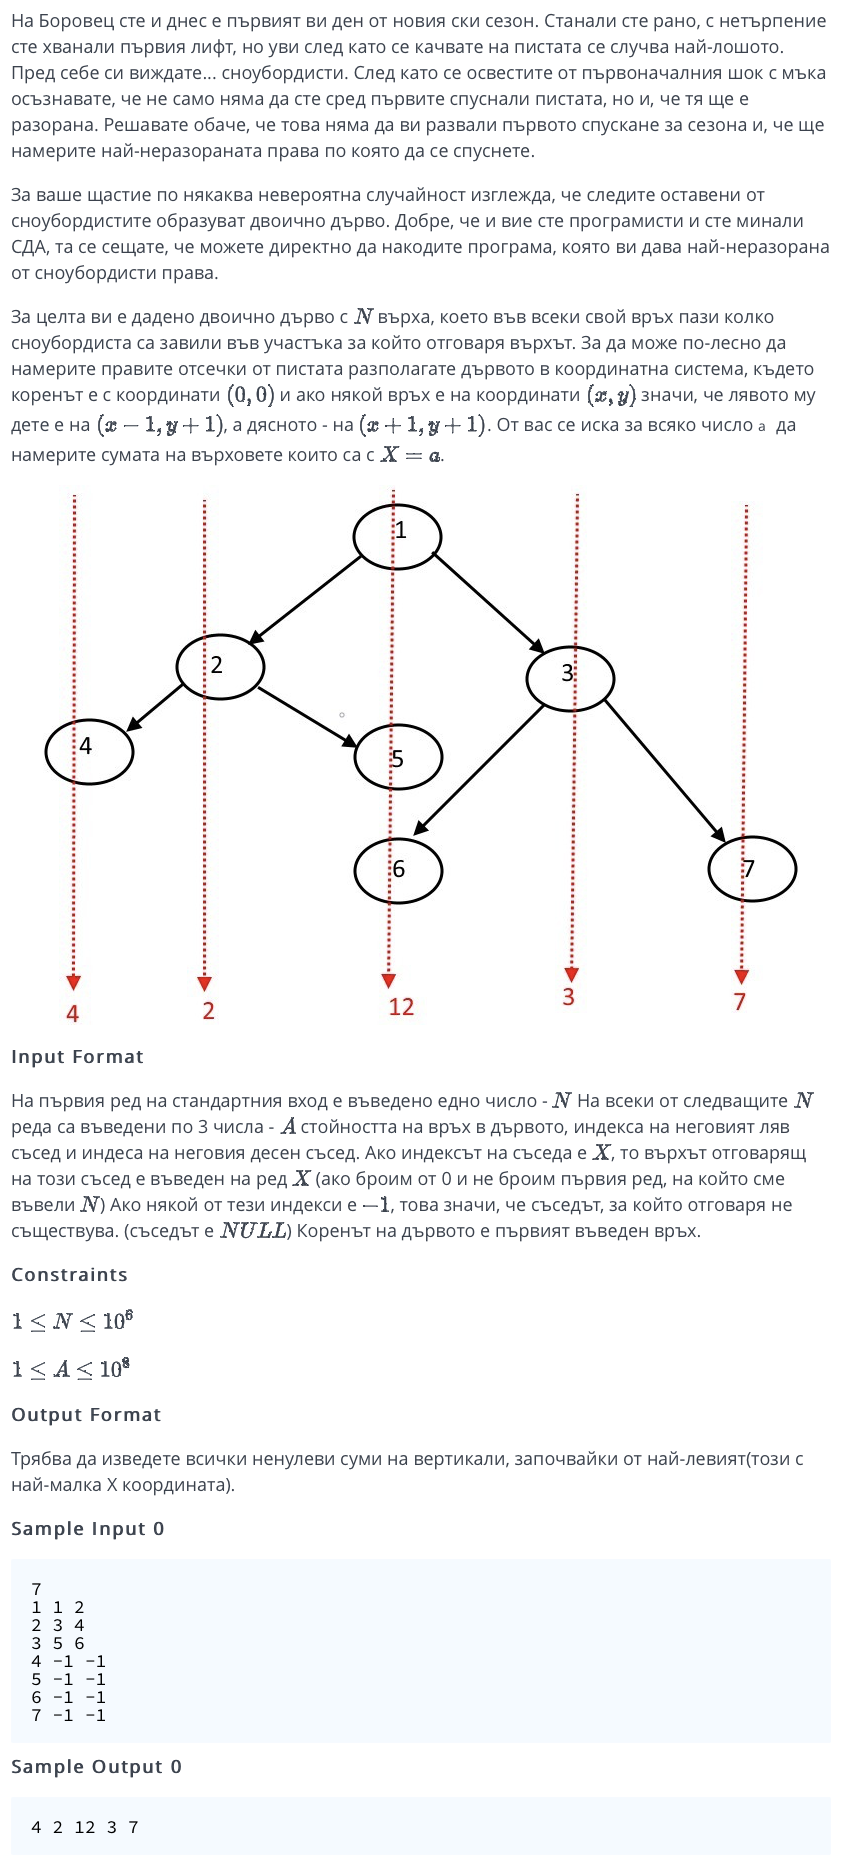 На Боровец сте и днес е първият ви ден от новия ски сезон. Станали сте рано, с нетърпение
сте хванали първия лифт, но уви след като се качвате на пистата се случва най-лошото.
Пред себе си виждате... сноубордисти. След като се освестите от първоначалния шок с мъка
осъзнавате, че не само няма да сте сред първите спуснали пистата, но и, че тя ще е
разорана. Решавате обаче, че това няма да ви развали първото спускане за сезона и, че ще
намерите най-неразораната права по която да се спуснете.
За ваше щастие по някаква невероятна случайност изглежда, че следите оставени от
сноубордистите образуват двоично дърво. Добре, че и вие сте програмисти и сте минали
СДА, та се сещате, че можете директно да накодите програма, която ви дава най-неразорана
от сноубордисти права.
За целта ви е дадено двоично дърво с N върха, което във всеки свой връх пази колко
сноубордиста са завили във участъка за който отговаря върхът. За да може по-лесно да
намерите правите отсечки от пистата разполагате дървото в координатна система, където
коренът е с координати (0, 0) и ако някой връх е на координати (x, y) значи, че лявото му
дете е на (x − 1, y + 1), а дясното - на (x + 1, y + 1). От вас се иска за всяко число a да
намерите сумата на върховете които са с X = a.
1
2
3
4
5
6
7
4
2
12
3
7
Input Format
На първия ред на стандартния вход е въведено едно число - N На всеки от следващите N
реда са въведени по 3 числа - A стойността на връх в дървото, индекса на неговият ляв
съсед и индеса на неговия десен съсед. Ако индексът на съседа е X, то върхът отговарящ
на този съсед е въведен на ред X (ако броим от 0 и не броим първия ред, на който сме
въвели N) Ако някой от тези индекси е −1, това значи, че съседът, за който отговаря не
съществува. (съседът е NULL) Коренът на дървото е първият въведен връх.
Constraints
1 ≤ N ≤ 10⁶
1 ≤ A ≤ 10⁸
Output Format
Трябва да изведете всички ненулеви суми на вертикали, започвайки от най-левият(този с
най-малка X координата).
Sample Input 0
7
1 1 2
2 3 4
3 5 6
4 -1 -1
5 -1 -1
6 -1 -1
7 -1 -1
Sample Output 0
4 2 12 3 7